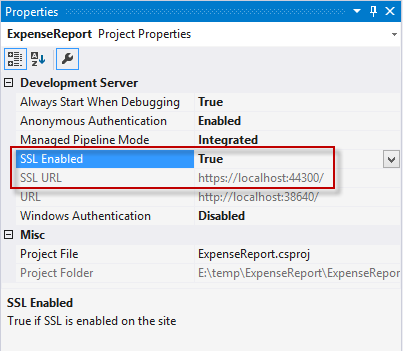 Properties
ExpenseReport Project Properties
Development Server
Always Start When Debugging True
Anonymous Authentication Enabled
Managed Pipeline Mode Integrated
SSL Enabled True
SSL URL https://localhost:44300/
URL http://localhost:38640/
Windows Authentication Disabled
Misc
Project File ExpenseReport.csproj
Project Folder E:\temp\ExpenseReport\ExpenseRepor
SSL Enabled
True if SSL is enabled on the site